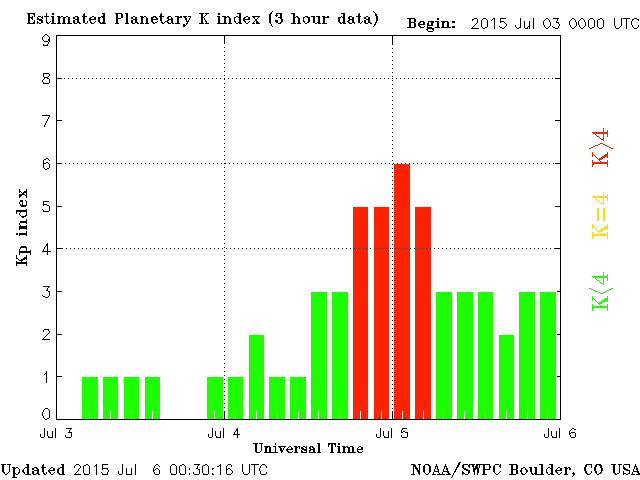 Estimated Planetary K index (3 hour data)
Begin: 2015 Jul 03 0000 UTC
9
8
7
6
5
4
3
2
1
0
Kp index
K>4
K=4
K<4
Jul 3
Jul 4
Jul 5
Jul 6
Universal Time
Updated 2015 Jul 6 00:30:16 UTC
NOAA/SWPC Boulder, CO USA